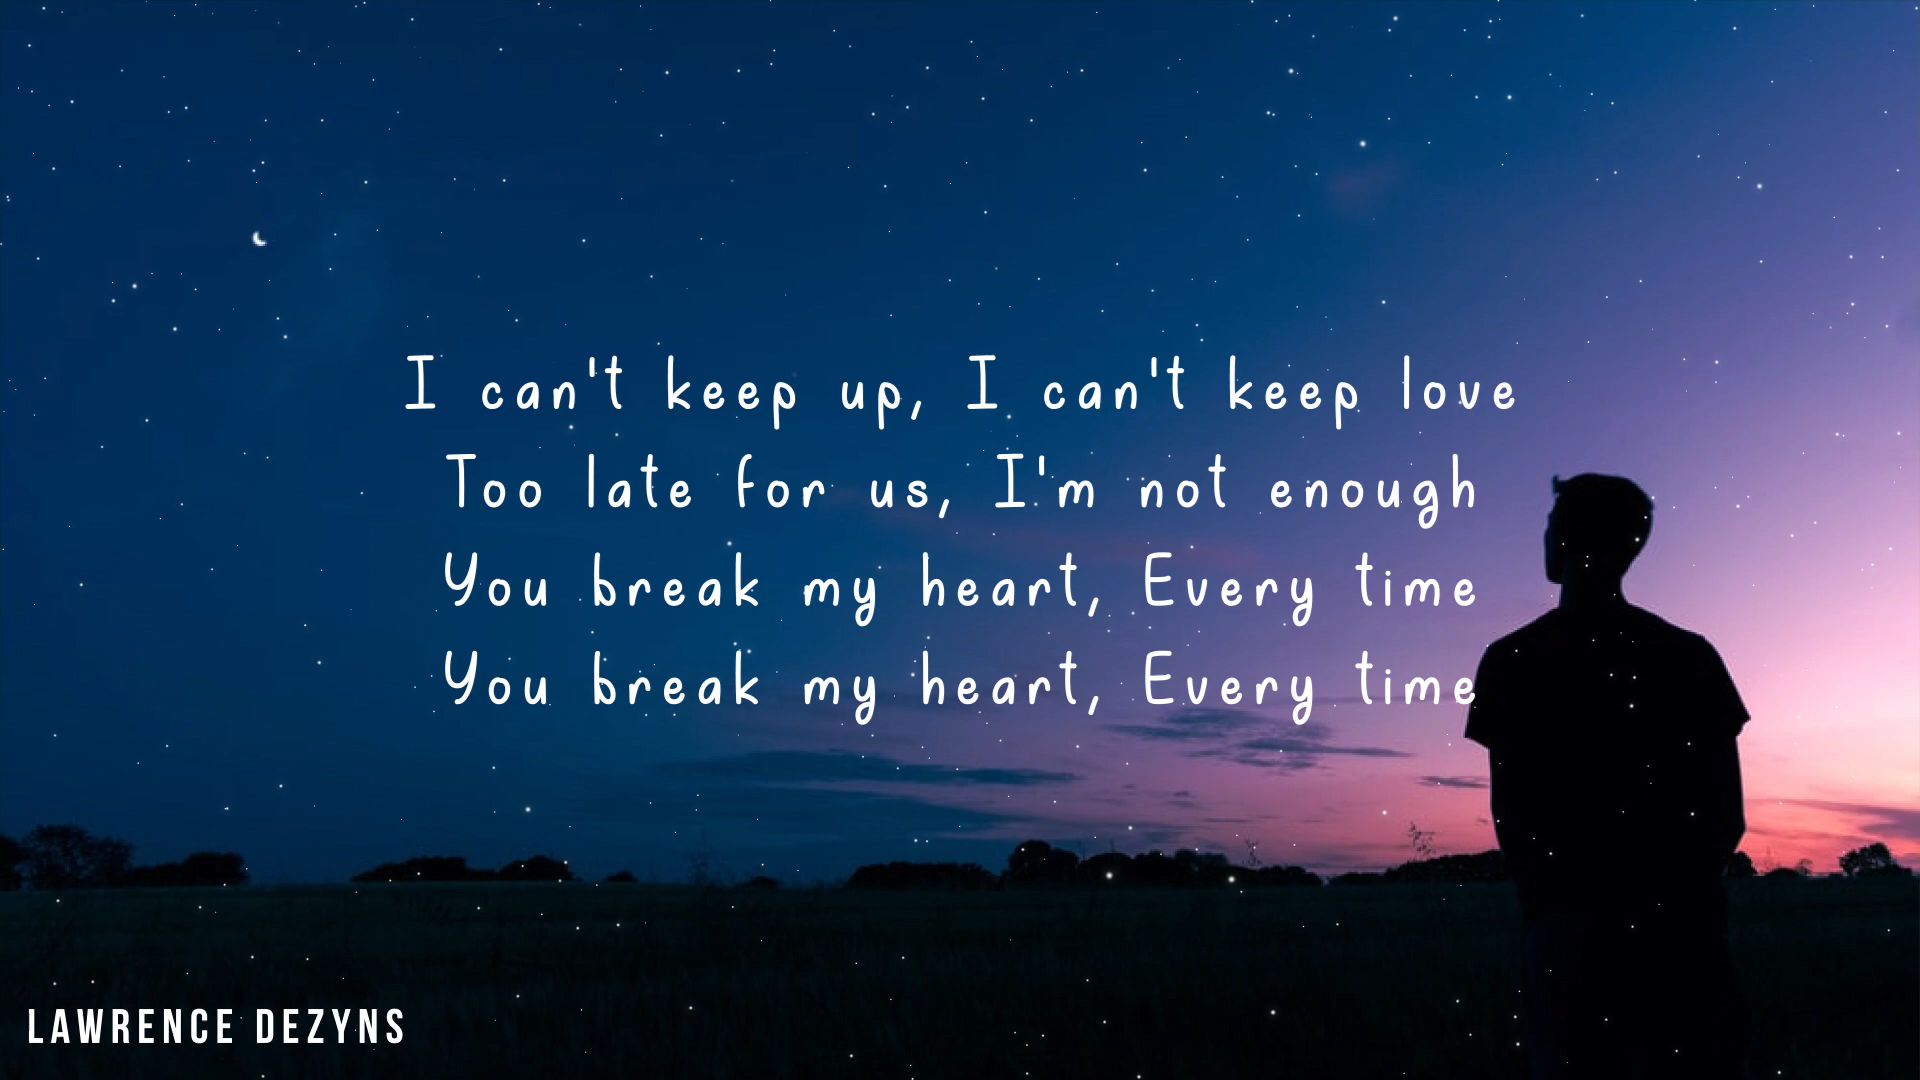 I can't keep up, I can't keep love
Too late for us, I'm not enough
You break my heart, Every time
You break my heart, Every time
LAWRENCE DEZYNS